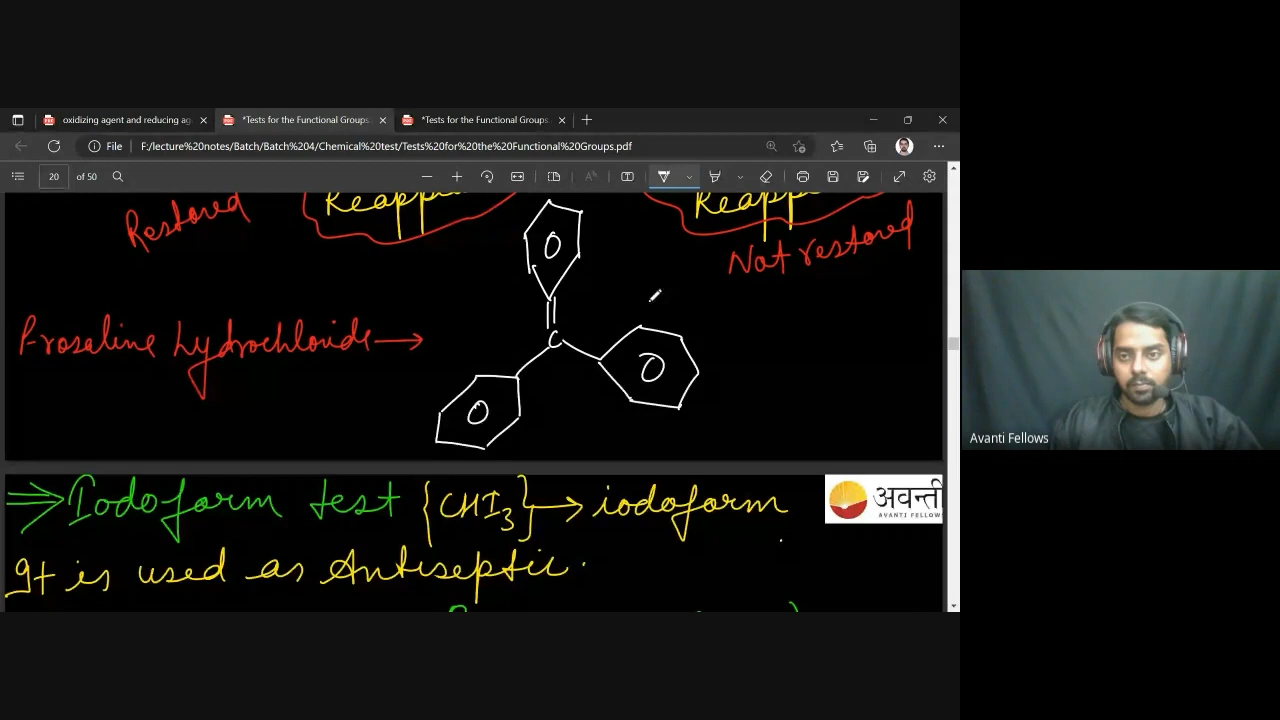 oxidizing agent and reducing ag
*Tests for the Functional Groups.
*Tests for the Functional Groups.
File
F:/lecture%20notes/Batch/Batch%204/Chemical%20test/Tests%20for%20the%20Functional%20Groups.pdf
20 of 50
Restored
Reapp
Reapp
Not restored
P-rosaline hydrochloride →
C
⇒ Iodoform test {CHI3} → iodoform
अवन्ती
AVANTI FELLOWS
It is used as Antiseptic.
Avanti Fellows